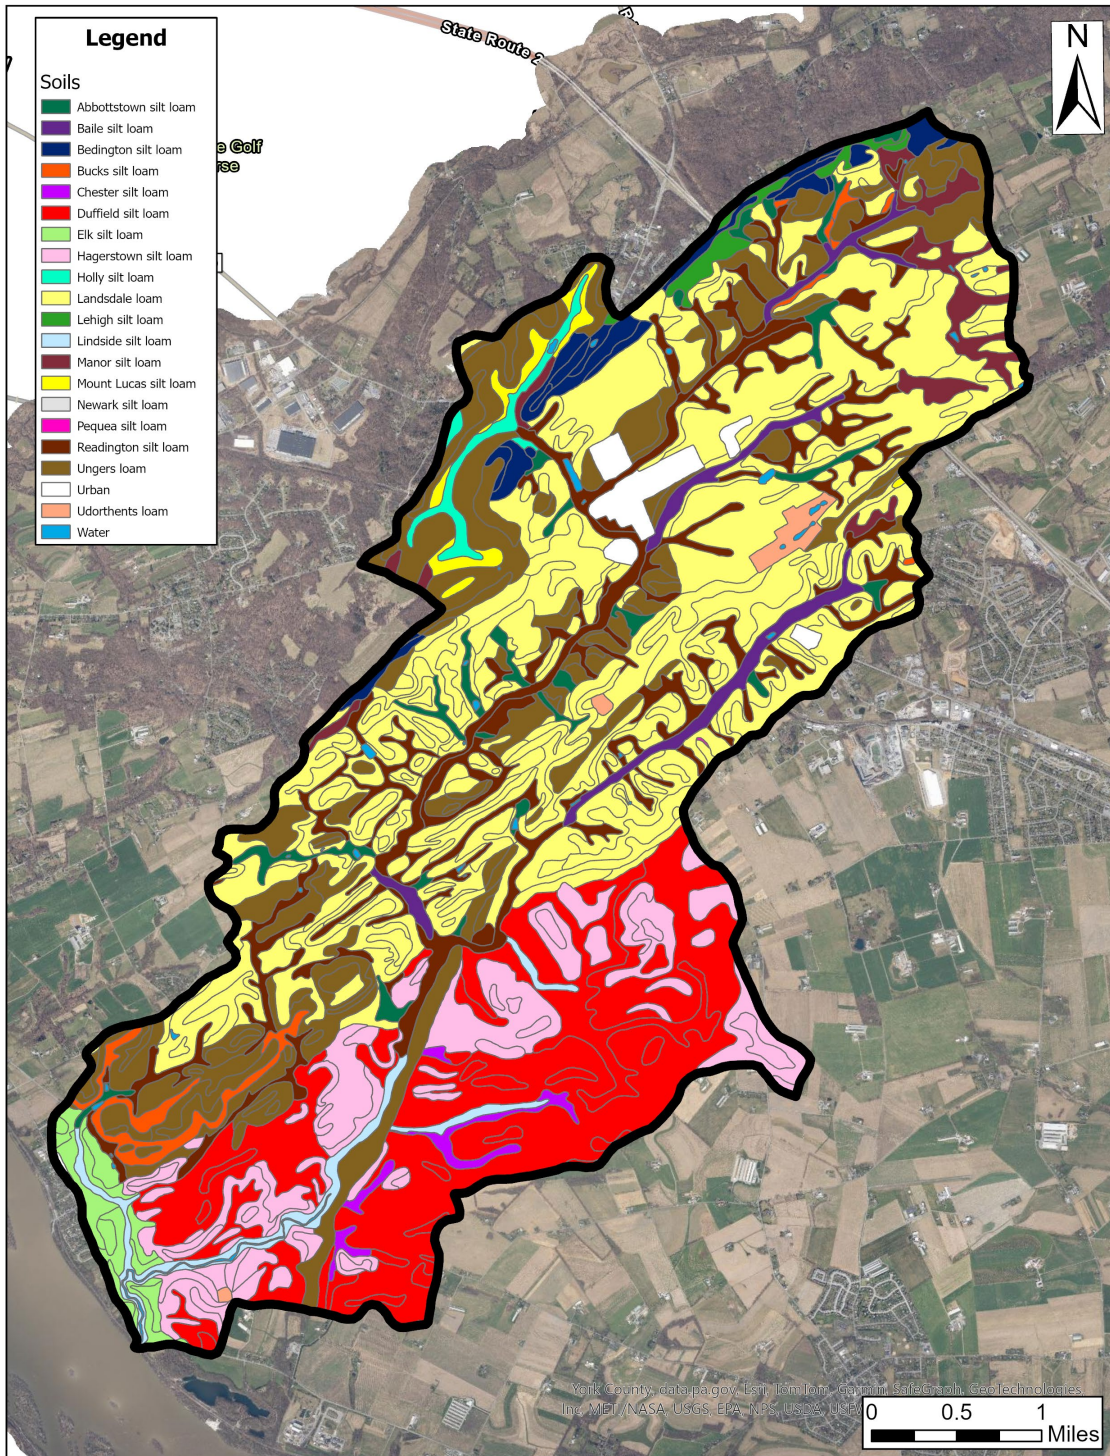 State Route 2
e Golf
rse
Legend
Soils
Abbottstown silt loam
Baile silt loam
Bedington silt loam
Bucks silt loam
Chester silt loam
Duffield silt loam
Elk silt loam
Hagerstown silt loam
Holly silt loam
Landsdale loam
Lehigh silt loam
Lindside silt loam
Manor silt loam
Mount Lucas silt loam
Newark silt loam
Pequea silt loam
Readington silt loam
Ungers loam
Urban
Udorthents loam
Water
N
York County, data.pa.gov, Esri, TomTom, Garmin, SafeGraph, GeoTechnologies
Inc, METI/NASA, USGS, EPA, NPS, USDA,
0 0.5 1
Miles